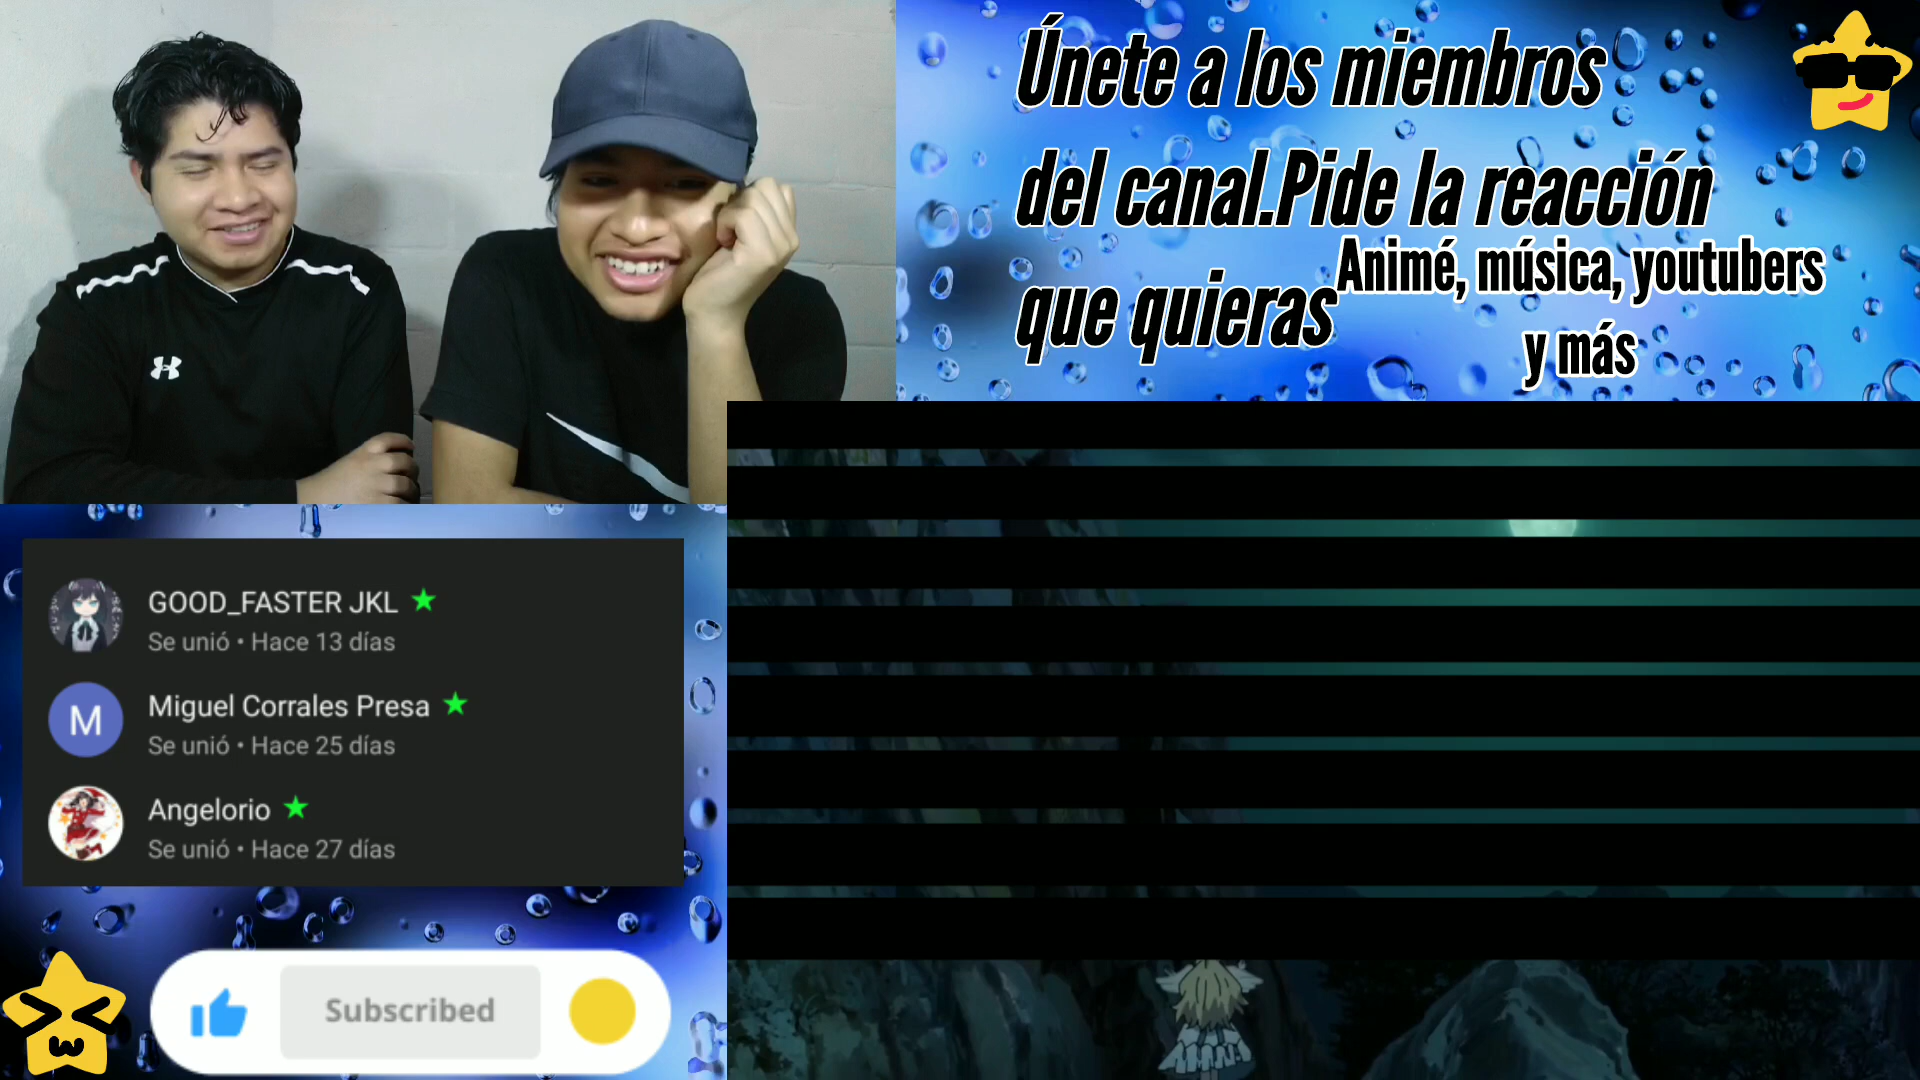 Únete a los miembros
del canal.Pide la reacción
que quieras
Animé, música, youtubers
y más
GOOD_FASTER JKL
Se unió • Hace 13 días
M
Miguel Corrales Presa
Se unió • Hace 25 días
Angelorio
Se unió • Hace 27 días
Subscribed